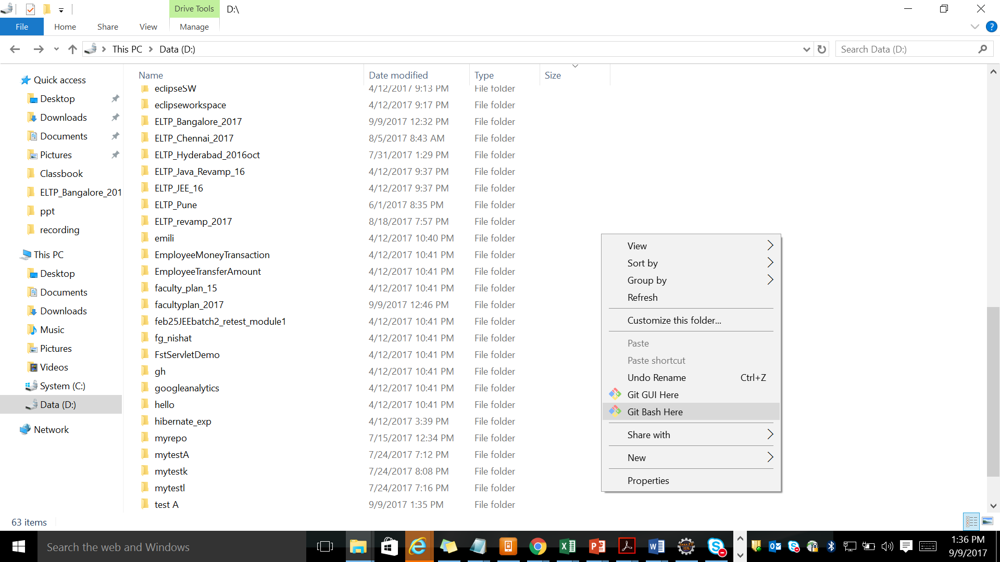 Drive Tools
D:\
File
Home
Share
View
Manage
This PC
Data (D:)
Search Data (D:)
Name
Date modified
Type
Size
Quick access
Desktop
Downloads
Documents
Pictures
Classbook
ELTP_Bangalore_201
ppt
recording
This PC
Desktop
Documents
Downloads
Music
Pictures
Videos
System (C:)
Data (D:)
Network
eclipseSW 4/12/2017 9:13 PM File folder
eclipseworkspace 4/12/2017 9:17 PM File folder
ELTP_Bangalore_2017 9/9/2017 12:32 PM File folder
ELTP_Chennai_2017 8/5/2017 8:43 AM File folder
ELTP_Hyderabad_2016oct 7/31/2017 1:29 PM File folder
ELTP_Java_Revamp_16 4/12/2017 9:37 PM File folder
ELTP_JEE_16 4/12/2017 9:37 PM File folder
ELTP_Pune 6/1/2017 8:35 PM File folder
ELTP_revamp_2017 8/18/2017 7:57 PM File folder
emili 4/12/2017 10:40 PM File folder
EmployeeMoneyTransaction 4/12/2017 10:41 PM File folder
EmployeeTransferAmount 4/12/2017 10:41 PM File folder
faculty_plan_15 4/12/2017 10:41 PM File folder
facultyplan_2017 9/9/2017 12:46 PM File folder
feb25JEEbatch2_retest_module1 4/12/2017 10:41 PM File folder
fg_nishat 4/12/2017 10:41 PM File folder
FstServletDemo 4/12/2017 10:41 PM File folder
gh 4/12/2017 10:41 PM File folder
googleanalytics 4/12/2017 10:41 PM File folder
hello 4/12/2017 10:41 PM File folder
hibernate_exp 4/12/2017 3:39 PM File folder
myrepo 7/15/2017 12:34 PM File folder
mytestA 7/24/2017 7:12 PM File folder
mytestk 7/24/2017 8:08 PM File folder
mytestl 7/24/2017 7:16 PM File folder
test A 9/9/2017 1:35 PM File folder
View
Sort by
Group by
Refresh
Customize this folder...
Paste
Paste shortcut
Undo Rename Ctrl+Z
Git GUI Here
Git Bash Here
Share with
New
Properties
63 items
Search the web and Windows
1:36 PM
9/9/2017